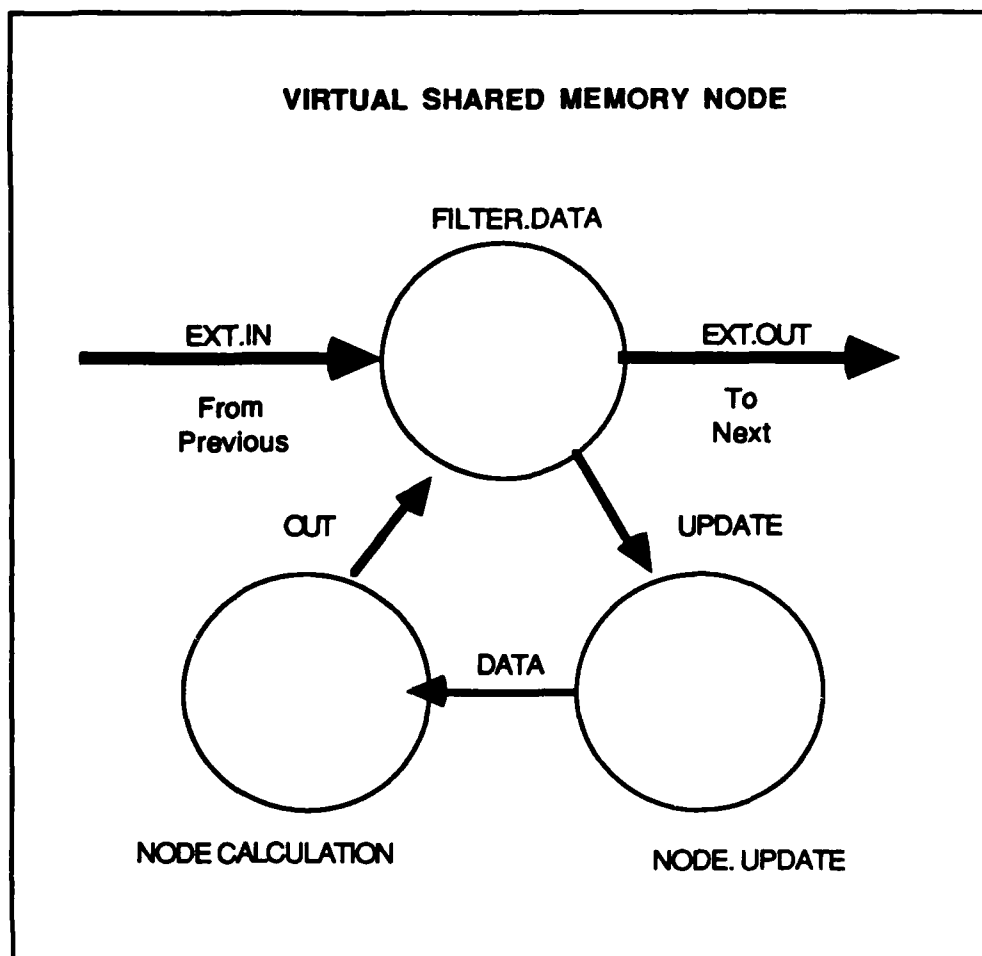 VIRTUAL SHARED MEMORY NODE
FILTER.DATA
EXT.IN
EXT.OUT
From
Previous
To
Next
OUT
UPDATE
DATA
NODE CALCULATION
NODE. UPDATE